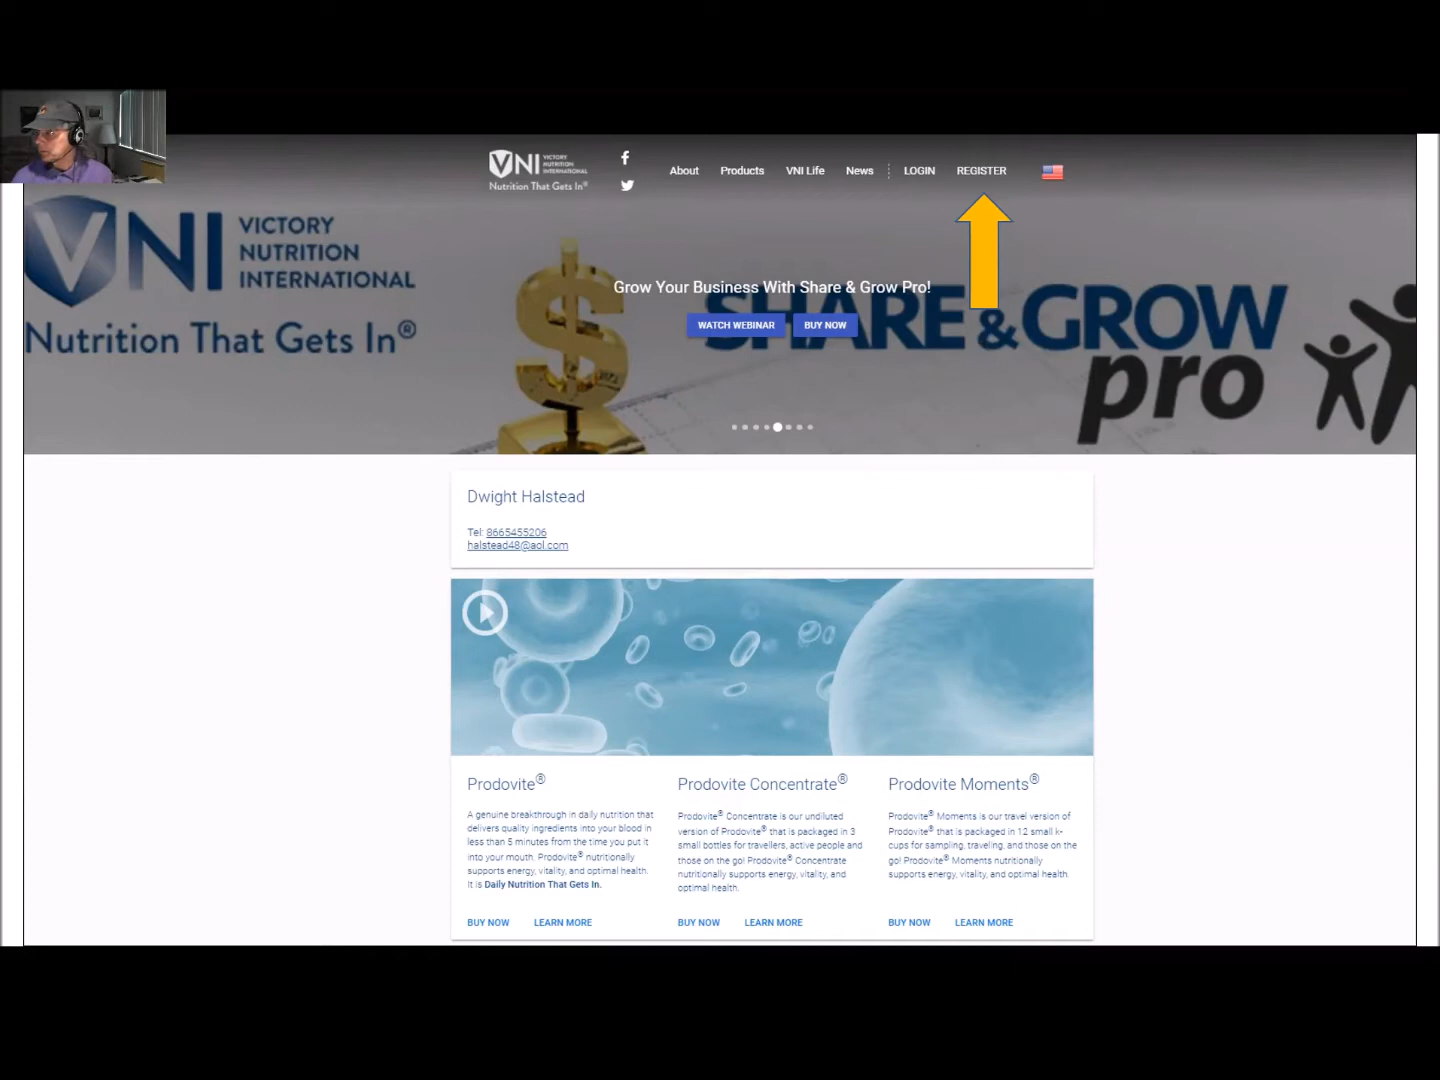 VNI VICTORY NUTRITION INTERNATIONAL
Nutrition That Gets In®
About Products VNI Life News LOGIN REGISTER
VNI VICTORY
NUTRITION
INTERNATIONAL
Nutrition That Gets In®
Grow Your Business With Share & Grow Pro!
WATCH WEBINAR BUY NOW
SHARE & GROW
pro
Dwight Halstead
Tel: 8665455206
halstead48@aol.com
Prodovite®
A genuine breakthrough in daily nutrition that
delivers quality ingredients into your blood in
less than 5 minutes from the time you put it
into your mouth. Prodovite® nutritionally
supports energy, vitality, and optimal health.
It is Daily Nutrition That Gets In.
BUY NOW LEARN MORE
Prodovite Concentrate®
Prodovite® Concentrate is our undiluted
version of Prodovite® that is packaged in 3
small bottles for travellers, active people and
those on the go! Prodovite® Concentrate
nutritionally supports energy, vitality, and
optimal health.
BUY NOW LEARN MORE
Prodovite Moments®
Prodovite® Moments is our travel version of
Prodovite® that is packaged in 12 small k-
cups for sampling, traveling, and those on the
go! Prodovite® Moments nutritionally
supports energy, vitality, and optimal health
BUY NOW LEARN MORE